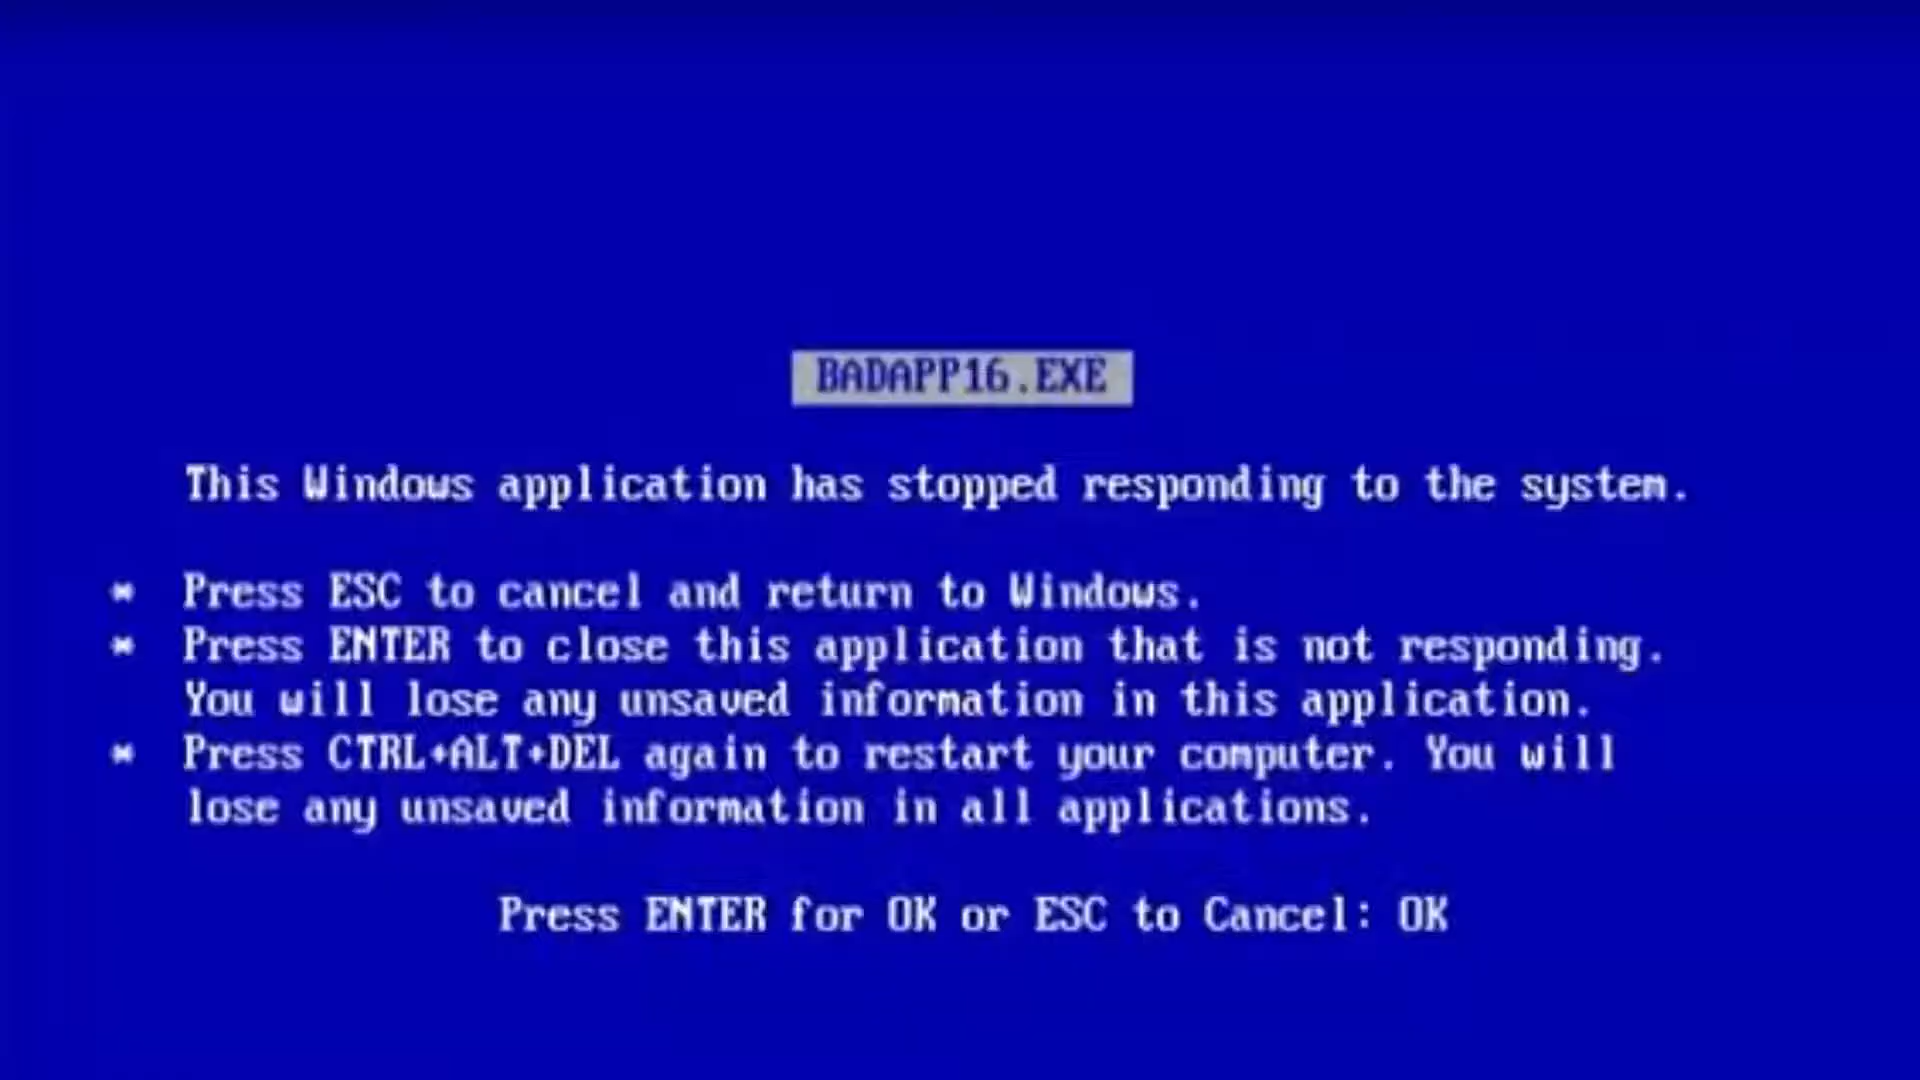 BADAPP16.EXE
This Windows application has stopped responding to the system.
* Press ESC to cancel and return to Windows.
* Press ENTER to close this application that is not responding.
You will lose any unsaved information in this application.
* Press CTRL+ALT+DEL again to restart your computer. You will
lose any unsaved information in all applications.
Press ENTER for OK or ESC to Cancel: OK